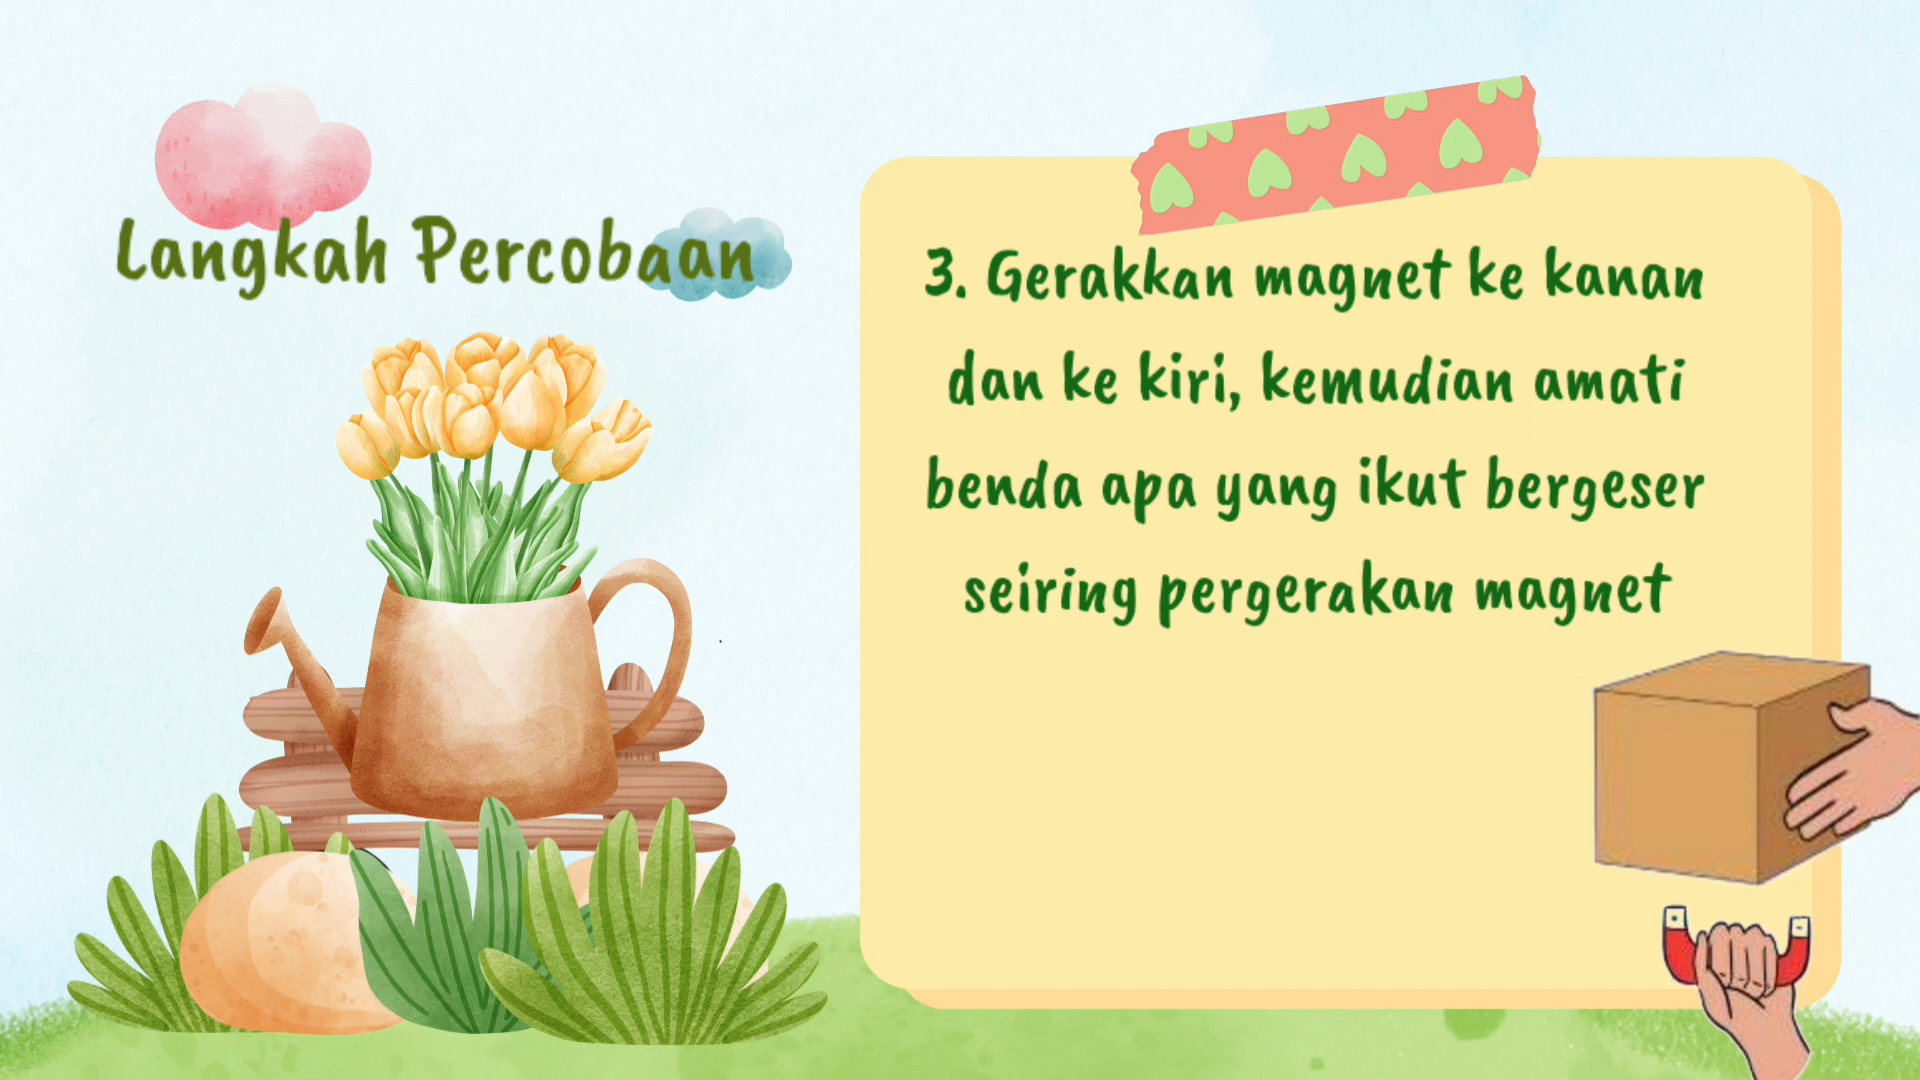 Langkah Percobaan
3. Gerakkan magnet ke kanan
dan ke kiri, kemudian amati
benda apa yang ikut bergeser
seiring pergerakan magnet